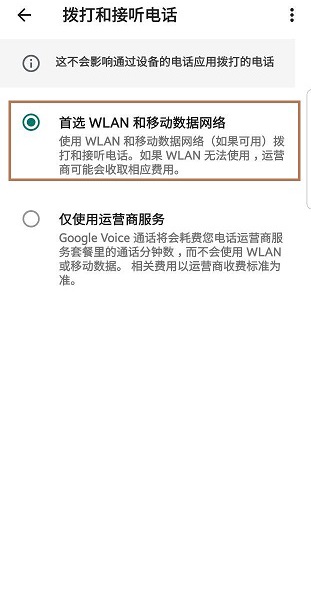 拨打和接听电话
这不会影响通过设备的电话应用拨打的电话
首选 WLAN 和移动数据网络
使用 WLAN 和移动数据网络（如果可用）拨
打和接听电话。如果 WLAN 无法使用，运营
商可能会收取相应费用。
仅使用运营商服务
Google Voice 通话将会耗费您电话运营商服
务套餐里的通话分钟数，而不会使用 WLAN
或移动数据。 相关费用以运营商收费标准为
准。